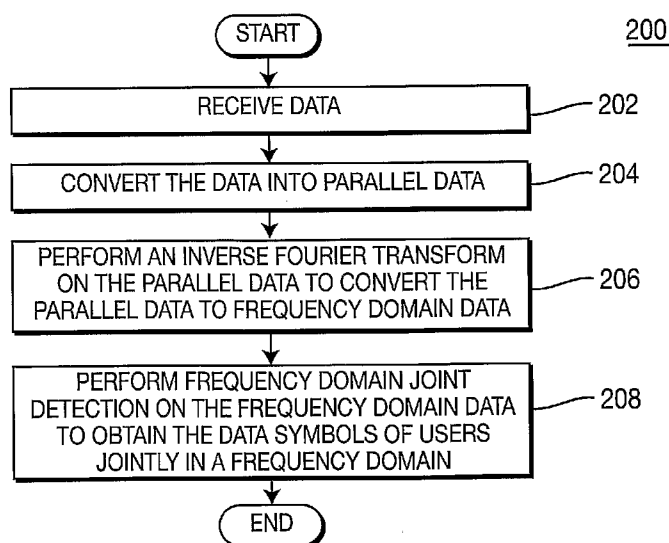 START
200
RECEIVE DATA
202
CONVERT THE DATA INTO PARALLEL DATA
204
PERFORM AN INVERSE FOURIER TRANSFORM
ON THE PARALLEL DATA TO CONVERT THE
PARALLEL DATA TO FREQUENCY DOMAIN DATA
206
PERFORM FREQUENCY DOMAIN JOINT
DETECTION ON THE FREQUENCY DOMAIN DATA
TO OBTAIN THE DATA SYMBOLS OF USERS
JOINTLY IN A FREQUENCY DOMAIN
208
END